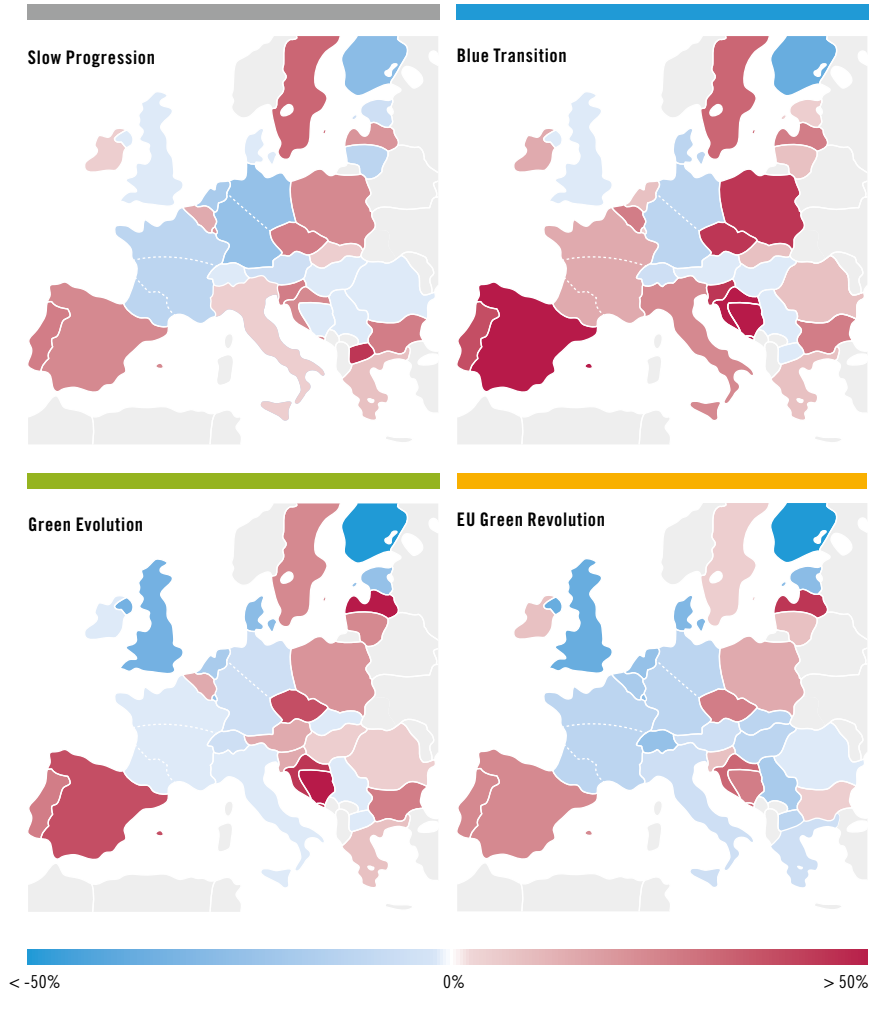 Slow Progression
Blue Transition
Green Evolution
EU Green Revolution
< -50%
0%
> 50%